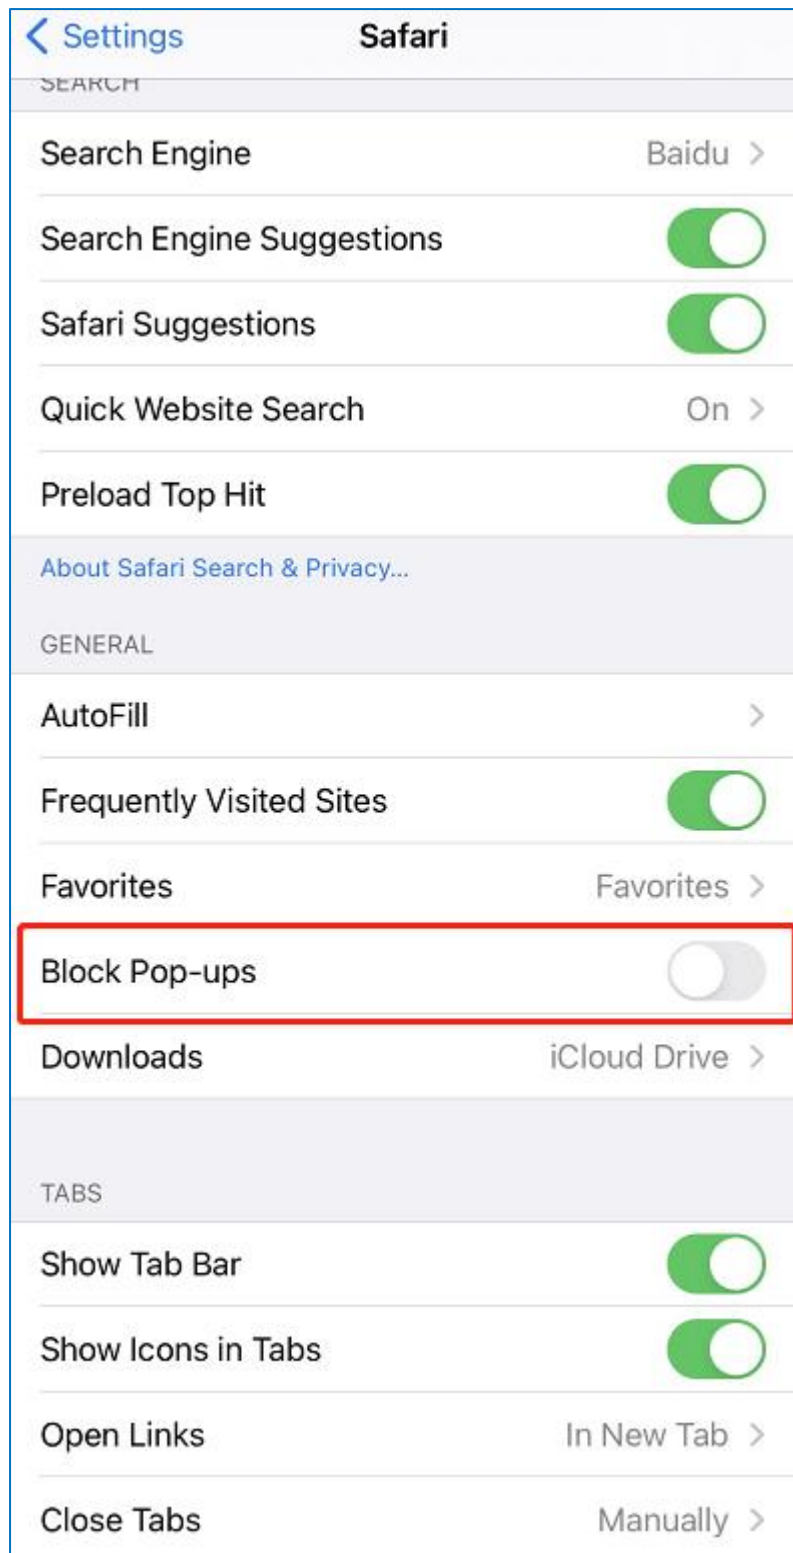 Settings Safari
SEARCH
Search Engine Baidu
Search Engine Suggestions
Safari Suggestions
Quick Website Search On
Preload Top Hit
About Safari Search & Privacy...
GENERAL
AutoFill
Frequently Visited Sites
Favorites Favorites
Block Pop-ups
Downloads iCloud Drive
TABS
Show Tab Bar
Show Icons in Tabs
Open Links In New Tab
Close Tabs Manually